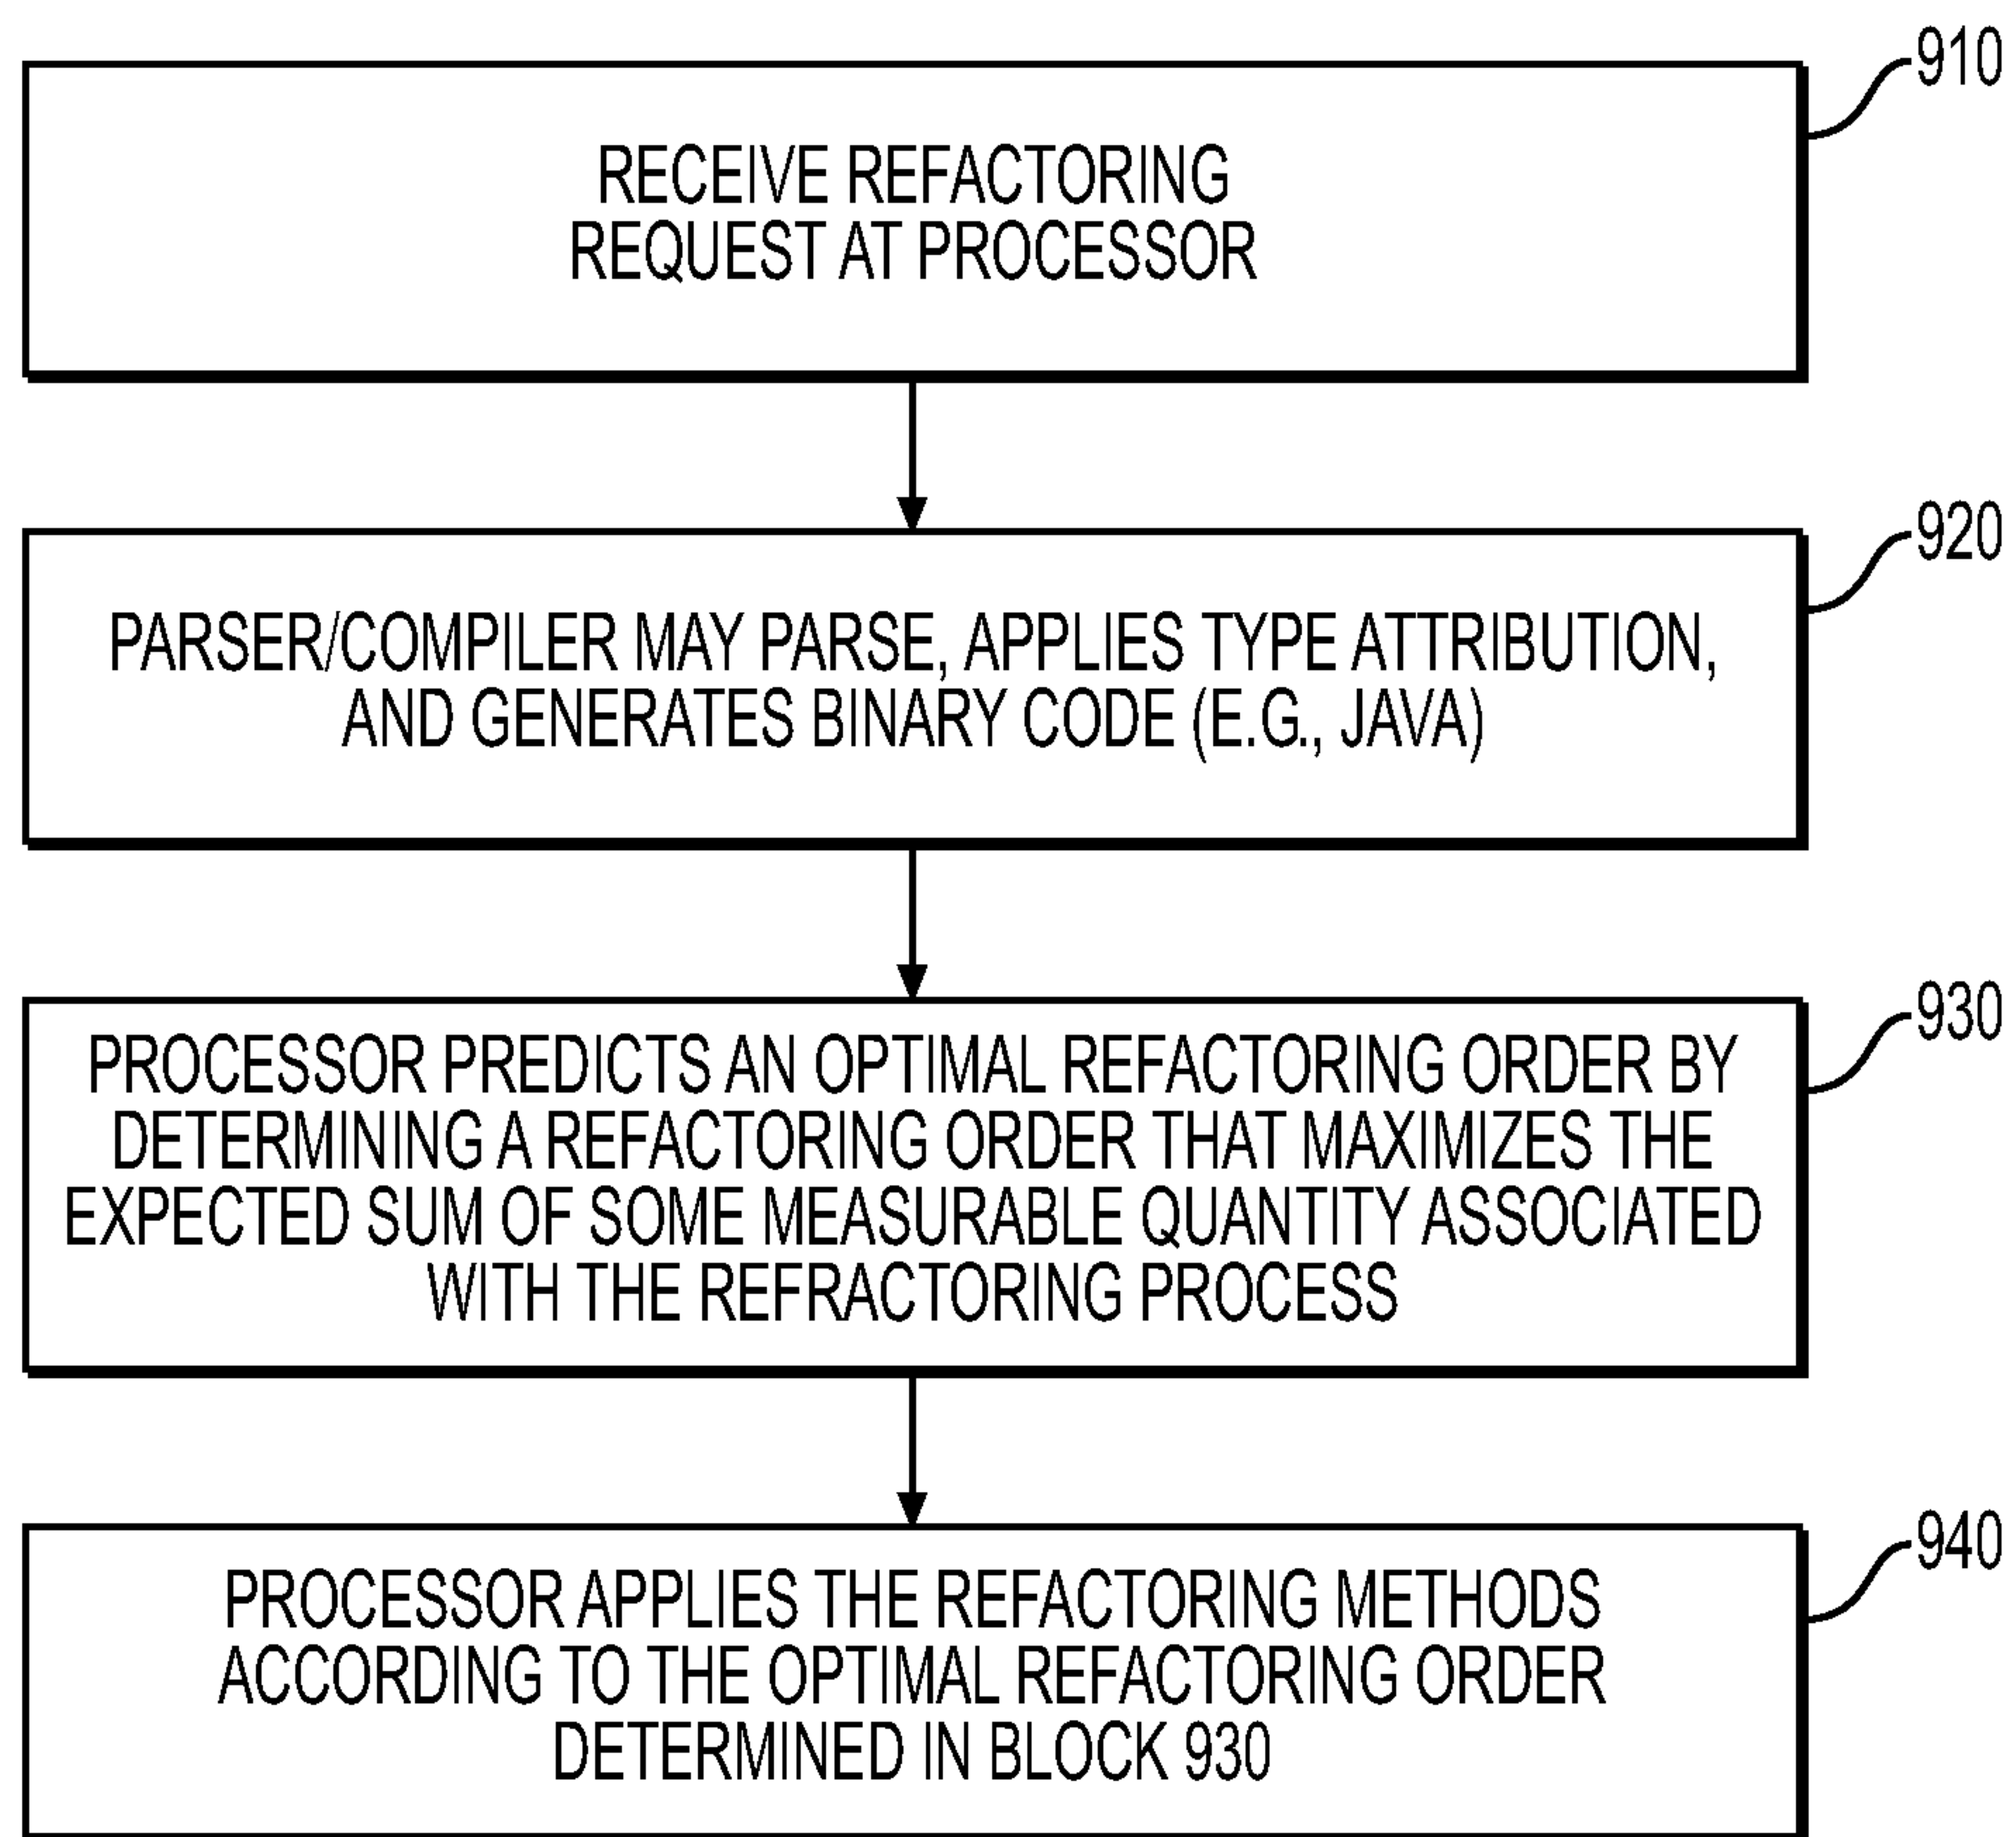 910
RECEIVE REFACTORING
REQUEST AT PROCESSOR
920
PARSER/COMPILER MAY PARSE, APPLIES TYPE ATTRIBUTION,
AND GENERATES BINARY CODE (E.G., JAVA)
930
PROCESSOR PREDICTS AN OPTIMAL REFACTORING ORDER BY
DETERMINING A REFACTORING ORDER THAT MAXIMIZES THE
EXPECTED SUM OF SOME MEASURABLE QUANTITY ASSOCIATED
WITH THE REFRACTORING PROCESS
940
PROCESSOR APPLIES THE REFACTORING METHODS
ACCORDING TO THE OPTIMAL REFACTORING ORDER
DETERMINED IN BLOCK 930